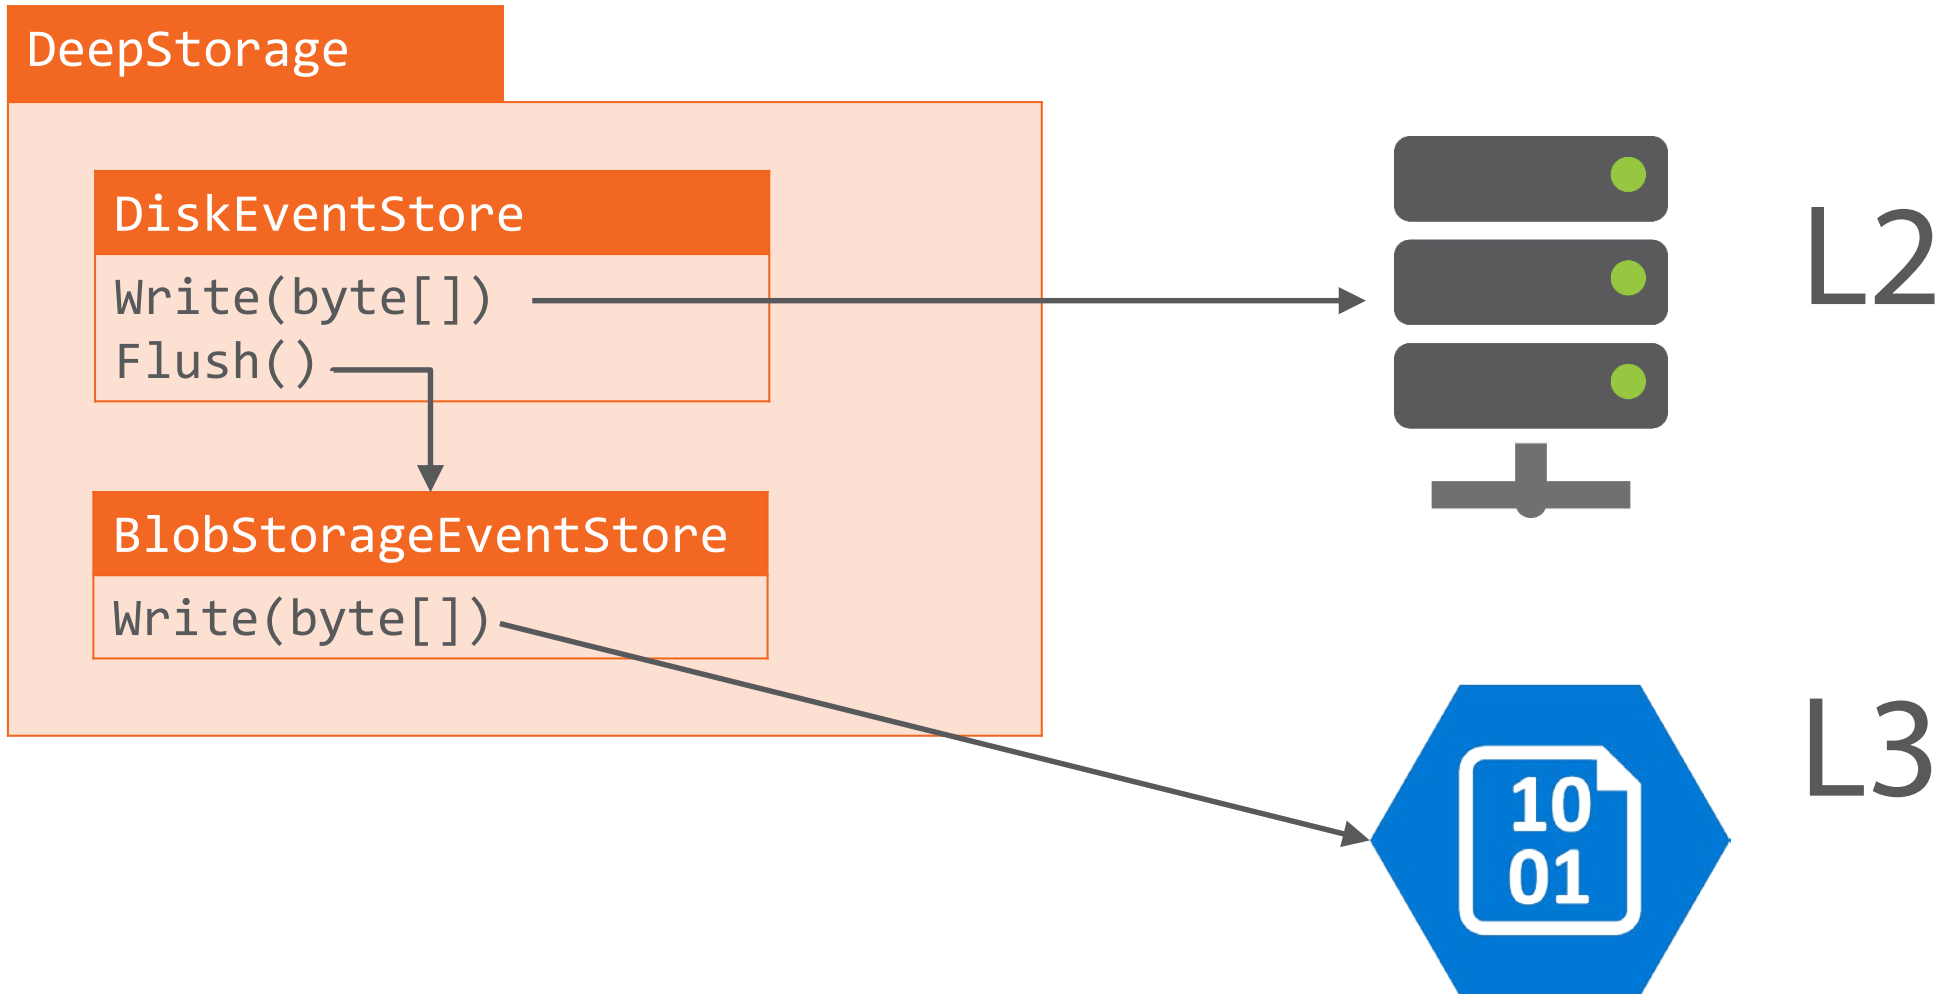 DeepStorage
DiskEventStore
Write(byte[])
Flush()
BlobStorageEventStore
Write(byte[])
L2
L3
10
01